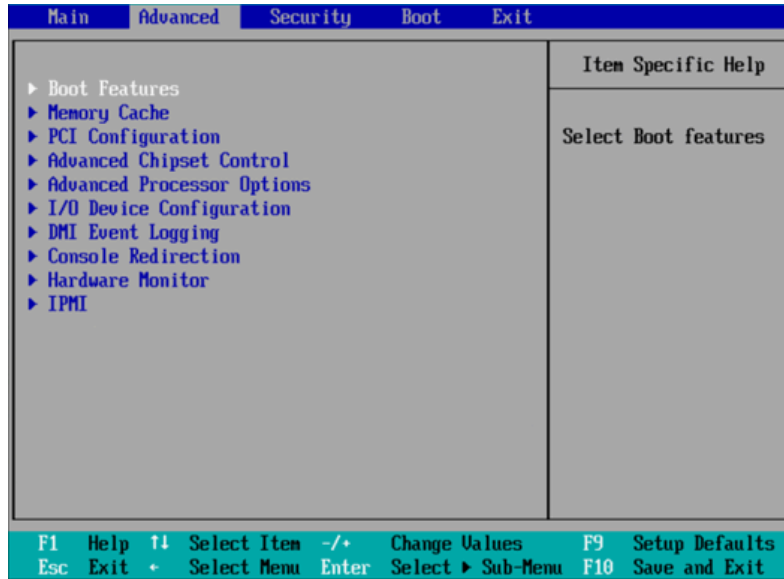 Main Advanced Security Boot Exit
Item Specific Help
▶ Boot Features
▶ Memory Cache
▶ PCI Configuration
Select Boot features
▶ Advanced Chipset Control
▶ Advanced Processor Options
▶ I/O Device Configuration
▶ DMI Event Logging
▶ Console Redirection
▶ Hardware Monitor
▶ IPMI
F1 Help ↑↓ Select Item -/+ Change Values F9 Setup Defaults
Esc Exit ← Select Menu Enter Select ▶ Sub-Menu F10 Save and Exit